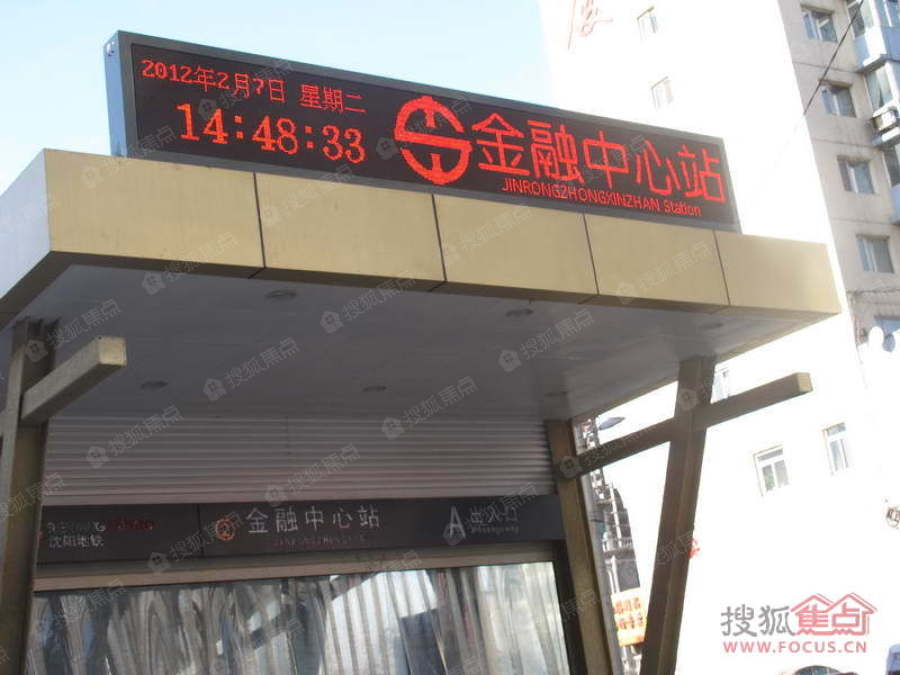 2012年2月7日 星期二
14:48:33
金融中心站
JINRONGZHONGXINZHAN Station
沈阳地铁
金融中心站
A出入口
搜狐焦点
WWW.FOCUS.CN